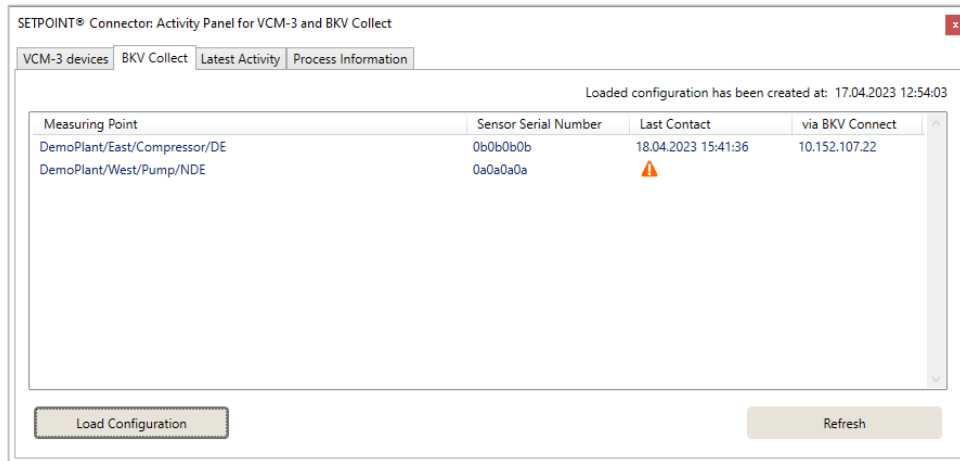 SETPOINT® Connector: Activity Panel for VCM-3 and BKV Collect
x
VCM-3 devices BKV Collect Latest Activity Process Information
Loaded configuration has been created at: 17.04.2023 12:54:03
Measuring Point Sensor Serial Number Last Contact via BKV Connect
DemoPlant/East/Compressor/DE 0b0b0b0b 18.04.2023 15:41:36 10.152.107.22
DemoPlant/West/Pump/NDE 0a0a0a0a
Load Configuration Refresh